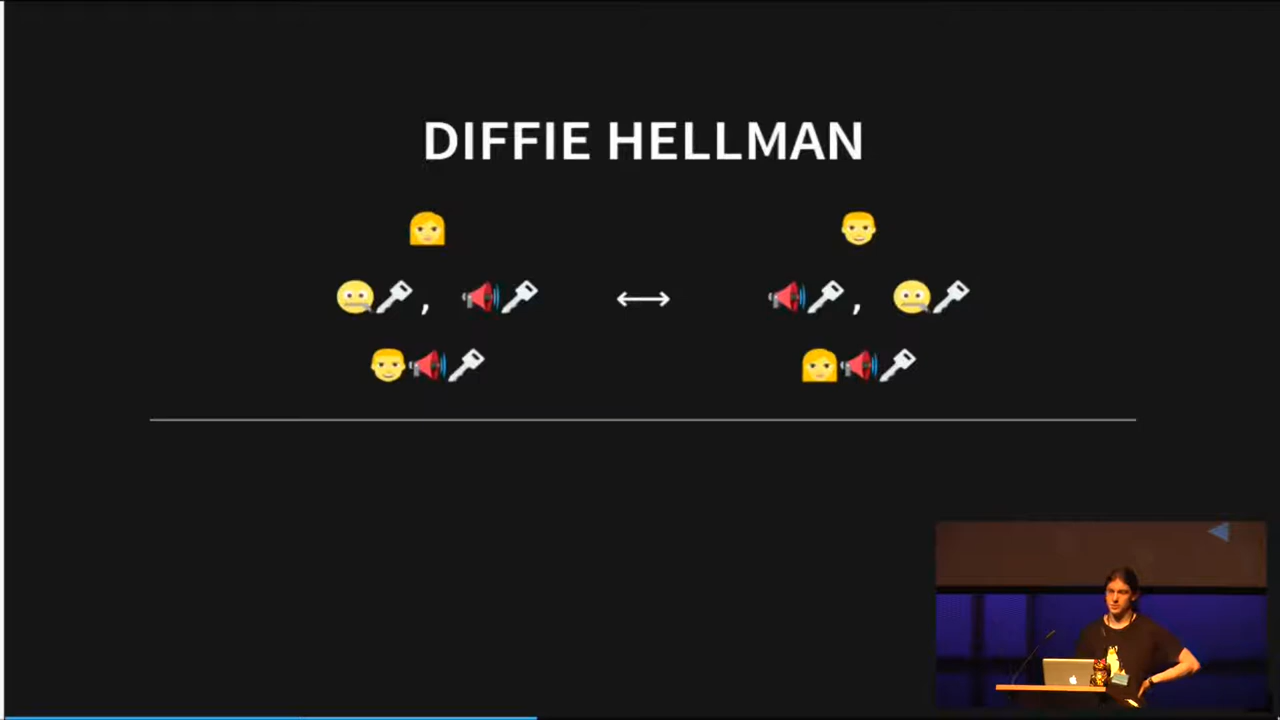 DIFFIE HELLMAN
, ⟷ ,